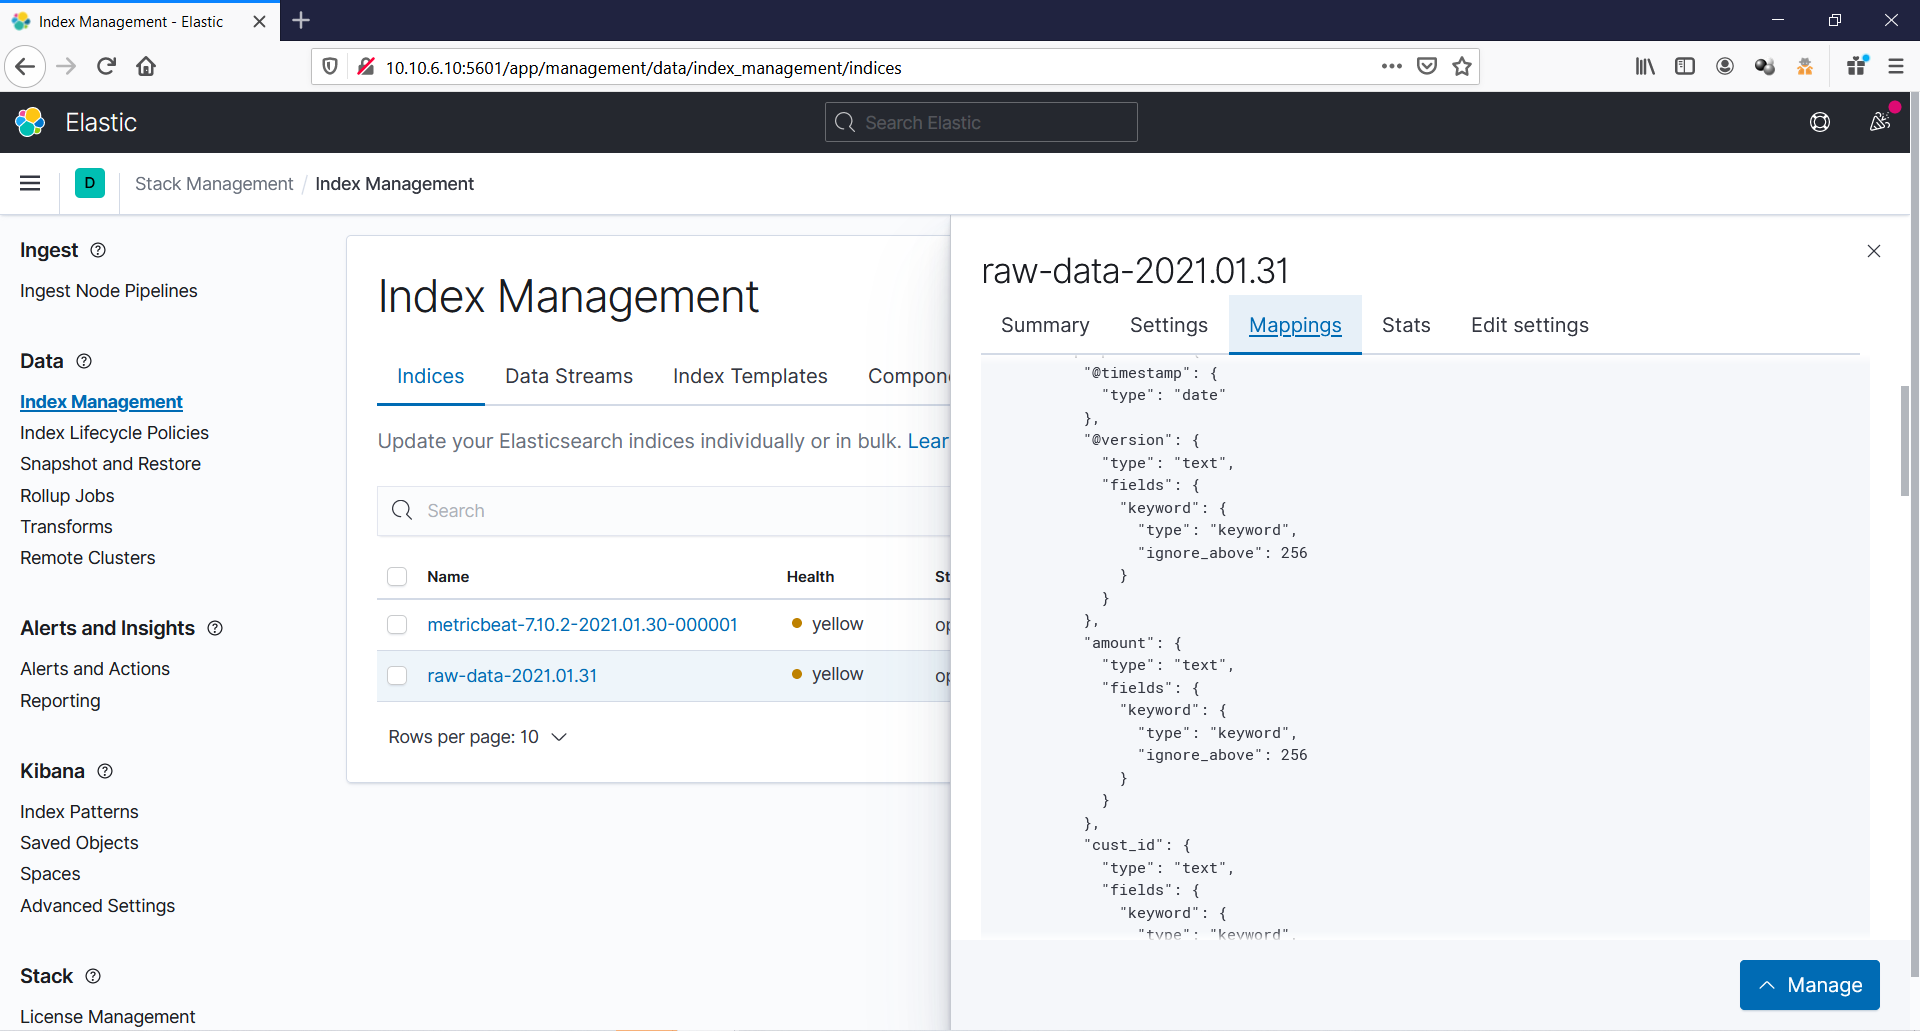 Index Management - Elastic
10.10.6.10:5601/app/management/data/index_management/indices
Elastic
Search Elastic
D
Stack Management / Index Management
Ingest
Ingest Node Pipelines
Data
Index Management
Index Lifecycle Policies
Snapshot and Restore
Rollup Jobs
Transforms
Remote Clusters
Alerts and Insights
Alerts and Actions
Reporting
Kibana
Index Patterns
Saved Objects
Spaces
Advanced Settings
Stack
License Management
Index Management
Indices Data Streams Index Templates Compon
Update your Elasticsearch indices individually or in bulk. Lear
Search
Name Health St
metricbeat-7.10.2-2021.01.30-000001 yellow op
raw-data-2021.01.31 yellow op
Rows per page: 10
raw-data-2021.01.31
Summary Settings Mappings Stats Edit settings
"@timestamp": {
"type": "date"
},
"@version": {
"type": "text",
"fields": {
"keyword": {
"type": "keyword",
"ignore_above": 256
}
}
},
"amount": {
"type": "text",
"fields": {
"keyword": {
"type": "keyword",
"ignore_above": 256
}
}
},
"cust_id": {
"type": "text",
"fields": {
"keyword": {
"type": "keyword",
Manage